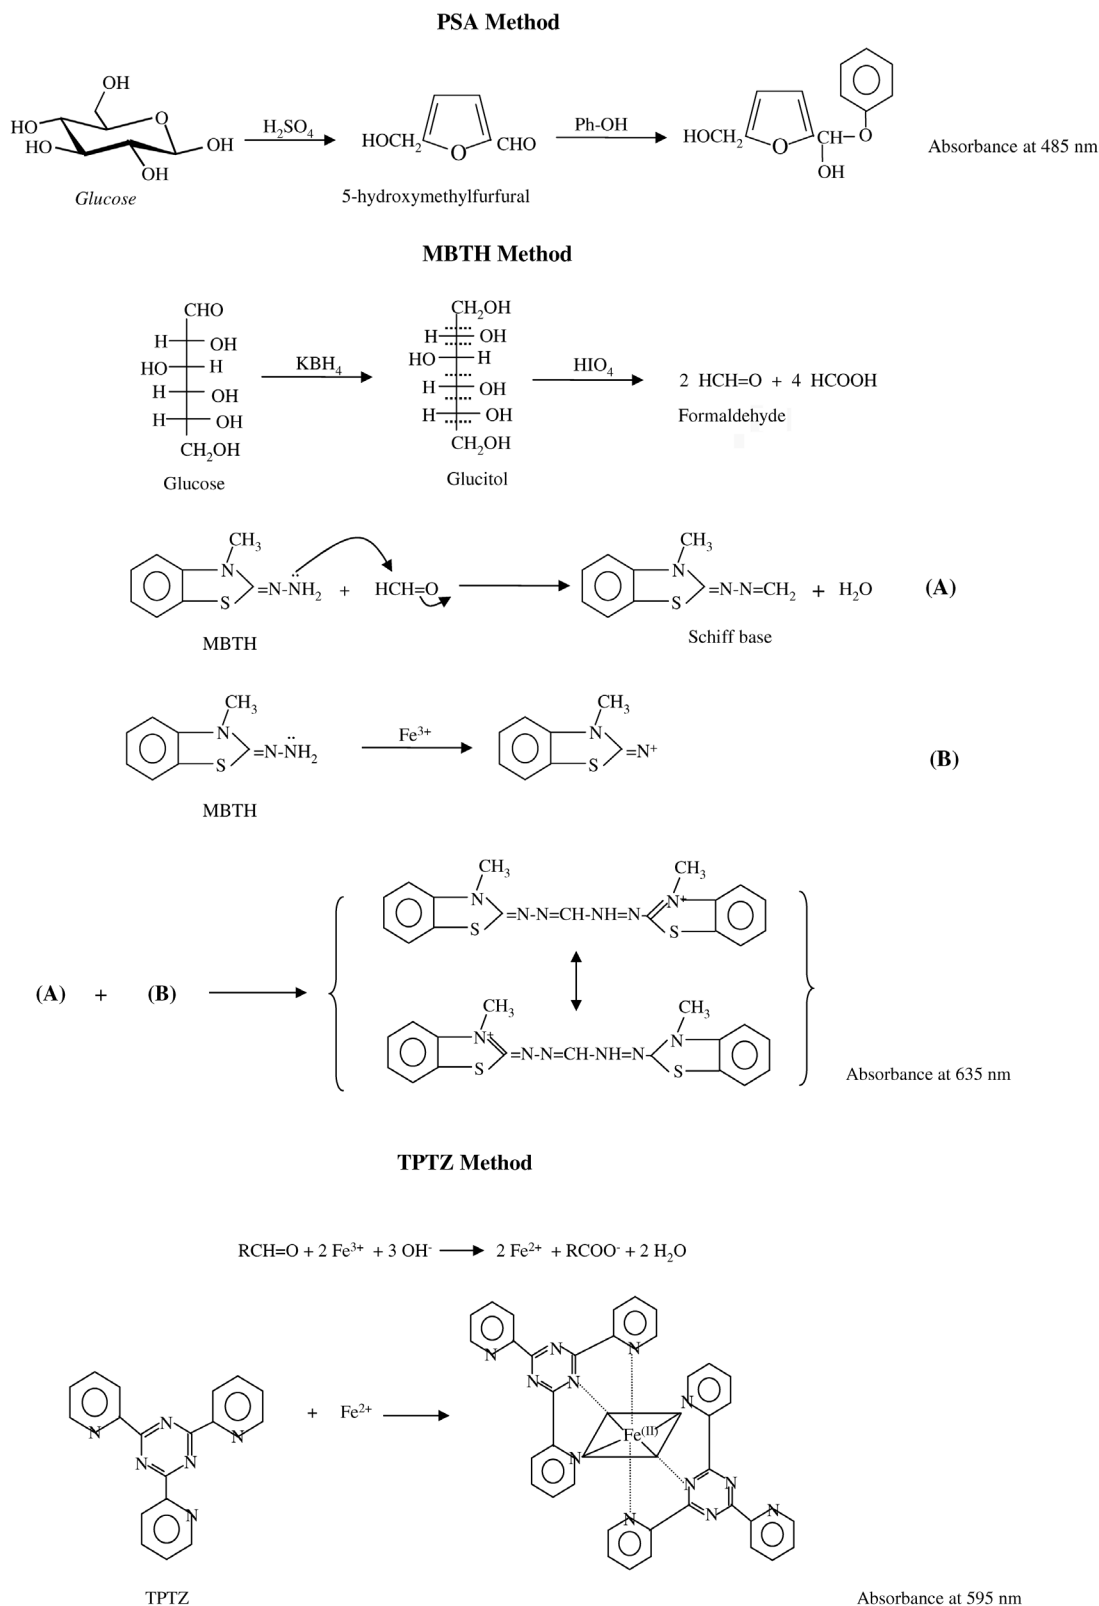 PSA Method
OH
HO
HO
O
OH
OH
Glucose
H2SO4
HOCH2
O
CHO
5-hydroxymethylfurfural
Ph-OH
HOCH2
O
CH
O
OH
Absorbance at 485 nm
MBTH Method
CHO
H OH
HO H
H OH
H OH
CH2OH
Glucose
KBH4
CH2OH
H OH
HO H
H OH
H OH
CH2OH
Glucitol
HIO4
2 HCH=O + 4 HCOOH
Formaldehyde
CH3
N
S
=N-NH2
MBTH
+
HCH=O
CH3
N
S
=N-N=CH2 + H2O
Schiff base
(A)
CH3
N
S
=N-NH2
MBTH
Fe3+
CH3
N
S
=N+
(B)
(A) + (B)
CH3
N
S
=N-N=CH-NH=N
CH3
N+
S
CH3
N+
S
=N-N=CH-NH=N
CH3
N
S
Absorbance at 635 nm
TPTZ Method
RCH=O + 2 Fe3+ + 3 OH- 2 Fe2+ + RCOO- + 2 H2O
N
N
N
N
N
N
TPTZ
+ Fe2+
N
N
N
N
N
N
Fe(II)
N
N
N
N
N
N
Absorbance at 595 nm